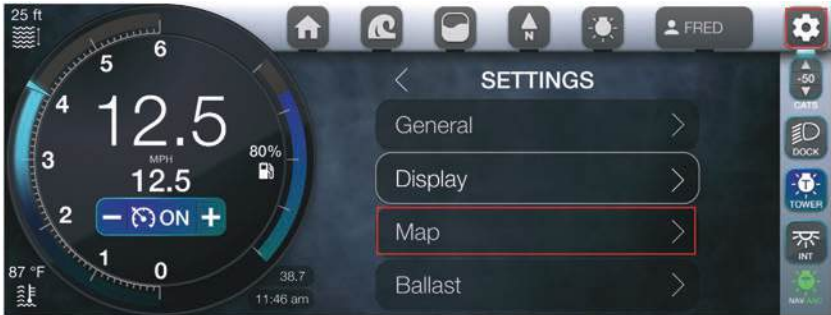 25 ft
6
5
4
3
2
1
0
12.5
MPH
12.5
ON
80%
87 °F
38.7
11:46 am
N
FRED
SETTINGS
General
Display
Map
Ballast
-50
CATS
DOCK
T
TOWER
INT
NAV ANC